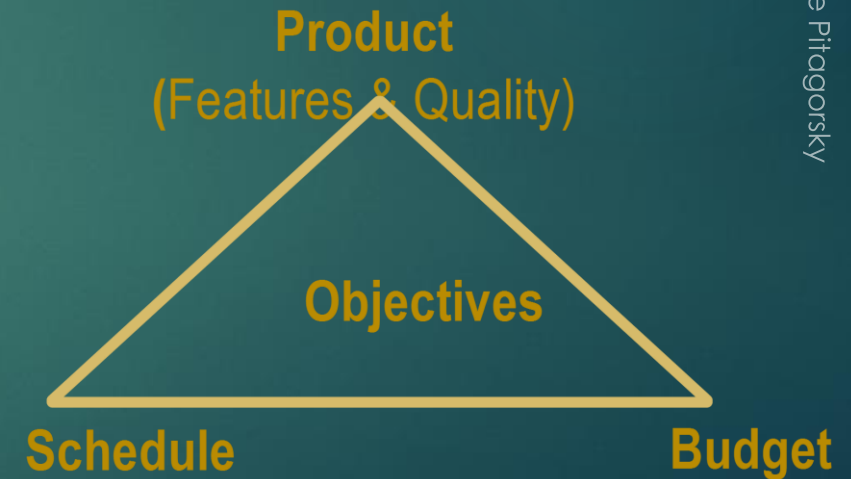 Product
(Features & Quality)
Objectives
Schedule
Budget
Pitagorsky